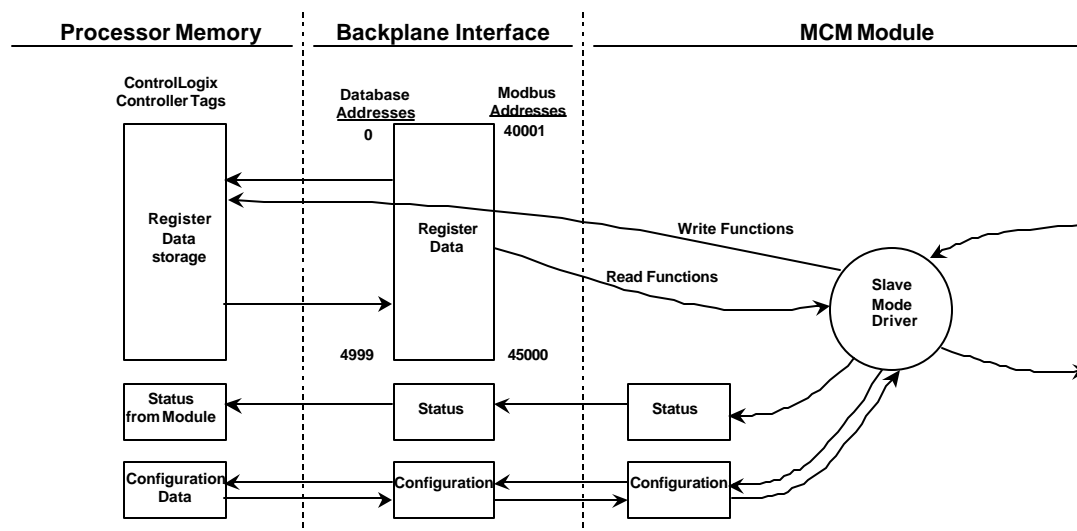 Processor Memory
Backplane Interface
MCM Module
ControlLogix
Controller Tags
Database
Addresses
0
Modbus
Addresses
40001
Register
Data
storage
Register
Data
Write Functions
Read Functions
Slave
Mode
Driver
4999
45000
Status
from Module
Status
Status
Configuration
Data
Configuration
Configuration